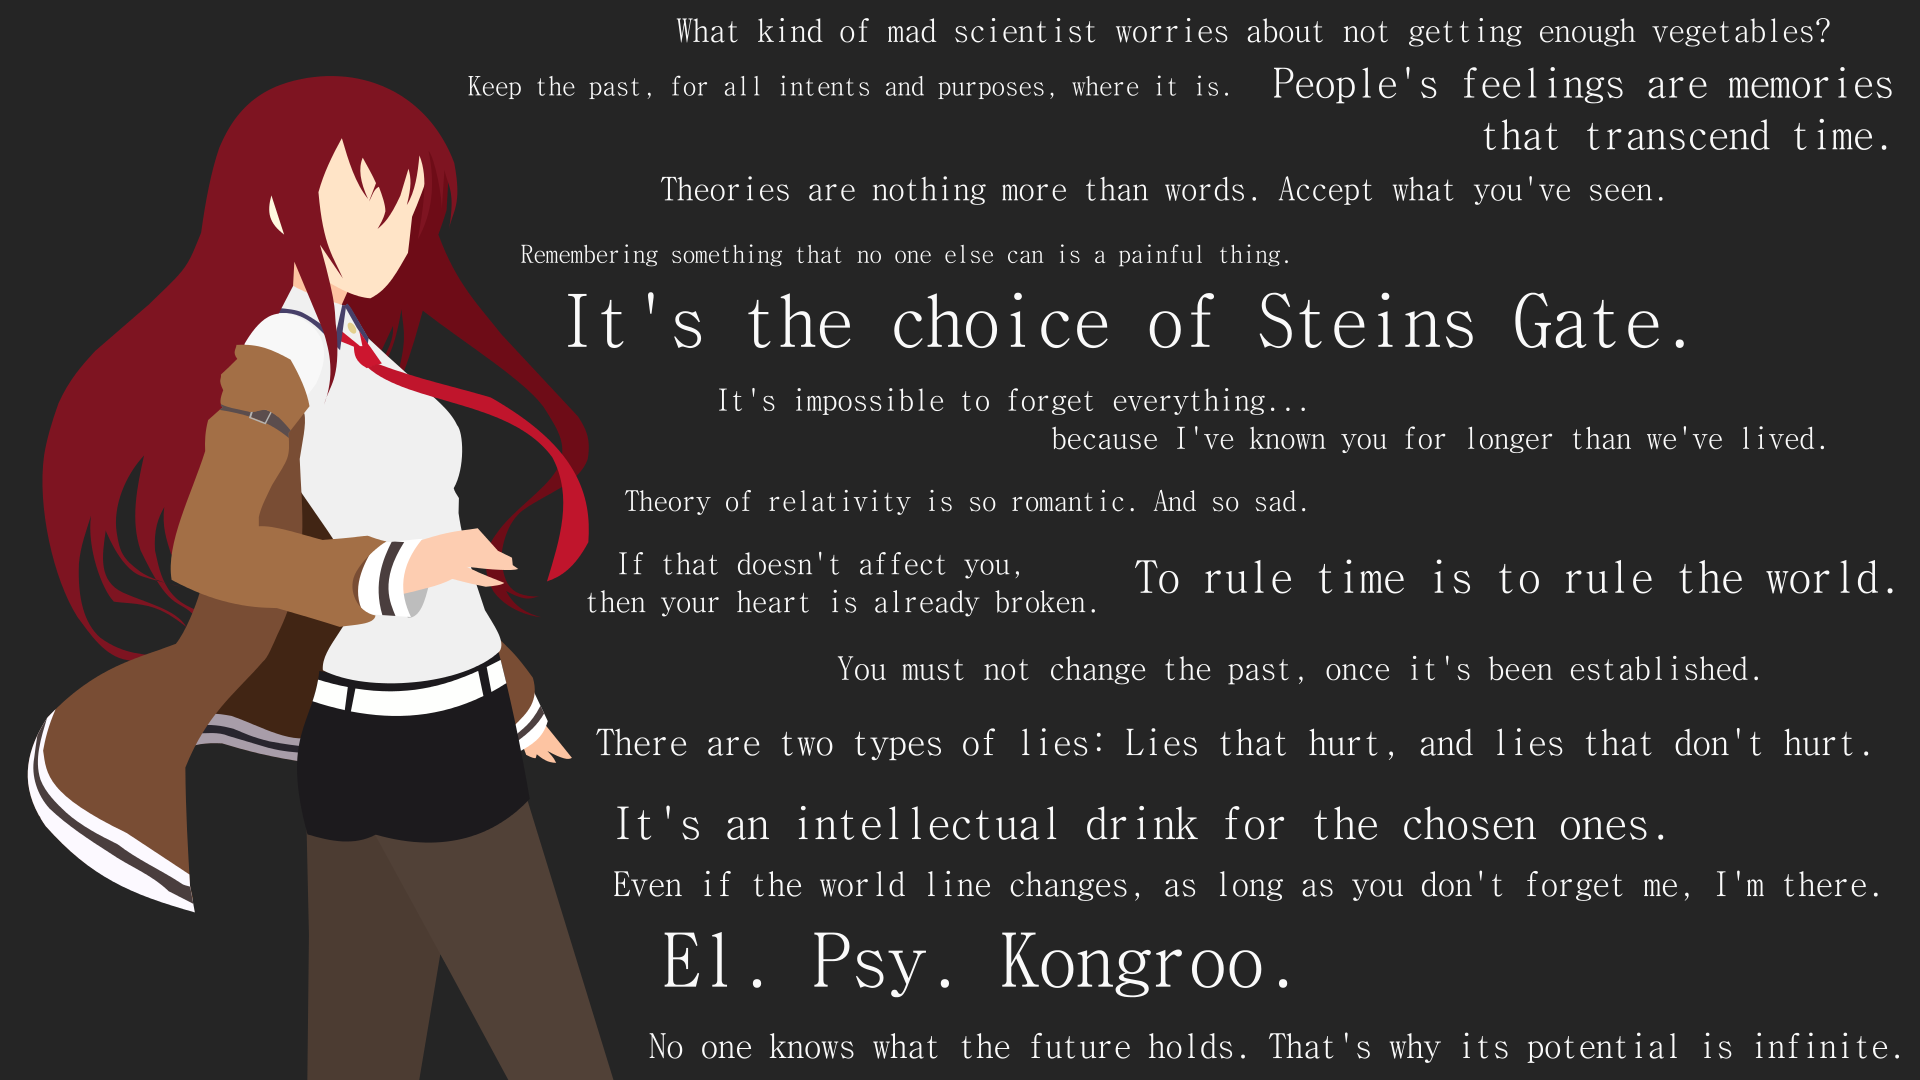 What kind of mad scientist worries about not getting enough vegetables?
Keep the past, for all intents and purposes, where it is.
People's feelings are memories
that transcend time.
Theories are nothing more than words. Accept what you've seen.
Remembering something that no one else can is a painful thing.
It's the choice of Steins Gate.
It's impossible to forget everything...
because I've known you for longer than we've lived.
Theory of relativity is so romantic. And so sad.
If that doesn't affect you,
then your heart is already broken.
To rule time is to rule the world.
You must not change the past, once it's been established.
There are two types of lies: Lies that hurt, and lies that don't hurt.
It's an intellectual drink for the chosen ones.
Even if the world line changes, as long as you don't forget me, I'm there.
El. Psy. Kongroo.
No one knows what the future holds. That's why its potential is infinite.